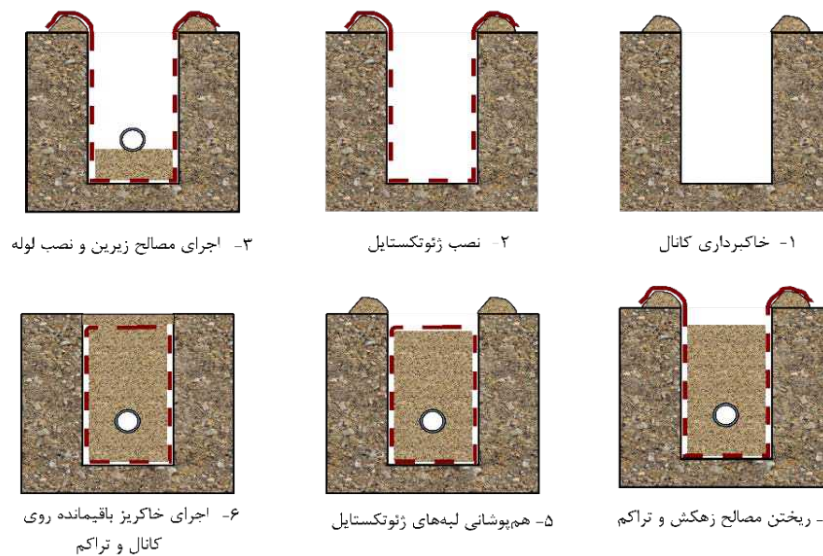 ۱- خاکبرداری کانال
۲- نصب ژئوتکستایل
۳- اجرای مصالح زیرین و نصب لوله
- ریختن مصالح زهکش و تراکم
۵- هم‌پوشانی لبه‌های ژئوتکستایل
۶- اجرای خاکریز باقیمانده روی
کانال و تراکم